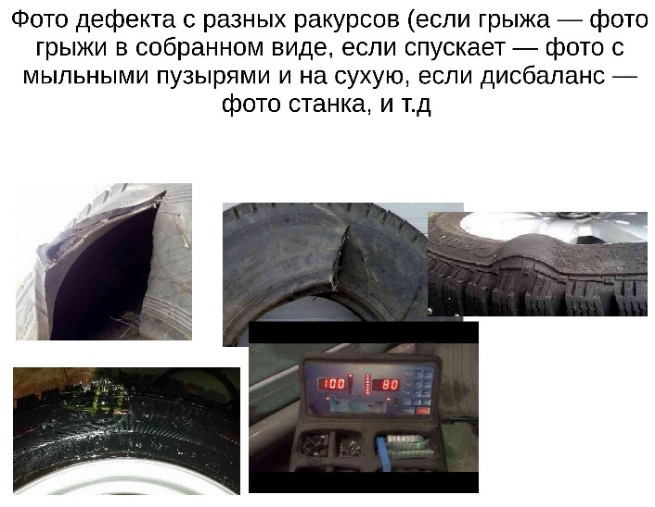 Фото дефекта с разных ракурсов (если грыжа — фото
грыжи в собранном виде, если спускает — фото с
мыльными пузырями и на сухую, если дисбаланс —
фото станка, и т.д
100 80